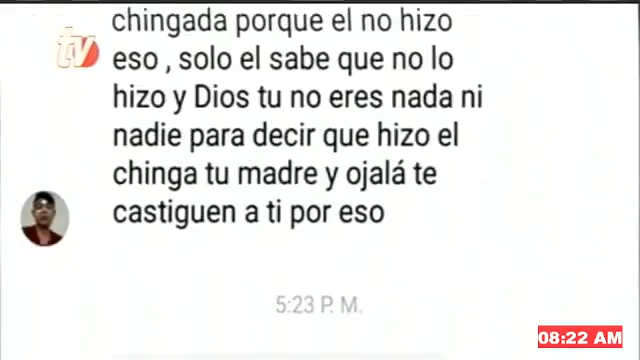 tv
chingada porque el no hizo
eso , solo el sabe que no lo
hizo y Dios tu no eres nada ni
nadie para decir que hizo el
chinga tu madre y ojalá te
castiguen a ti por eso
5:23 P. M.
08:22 AM